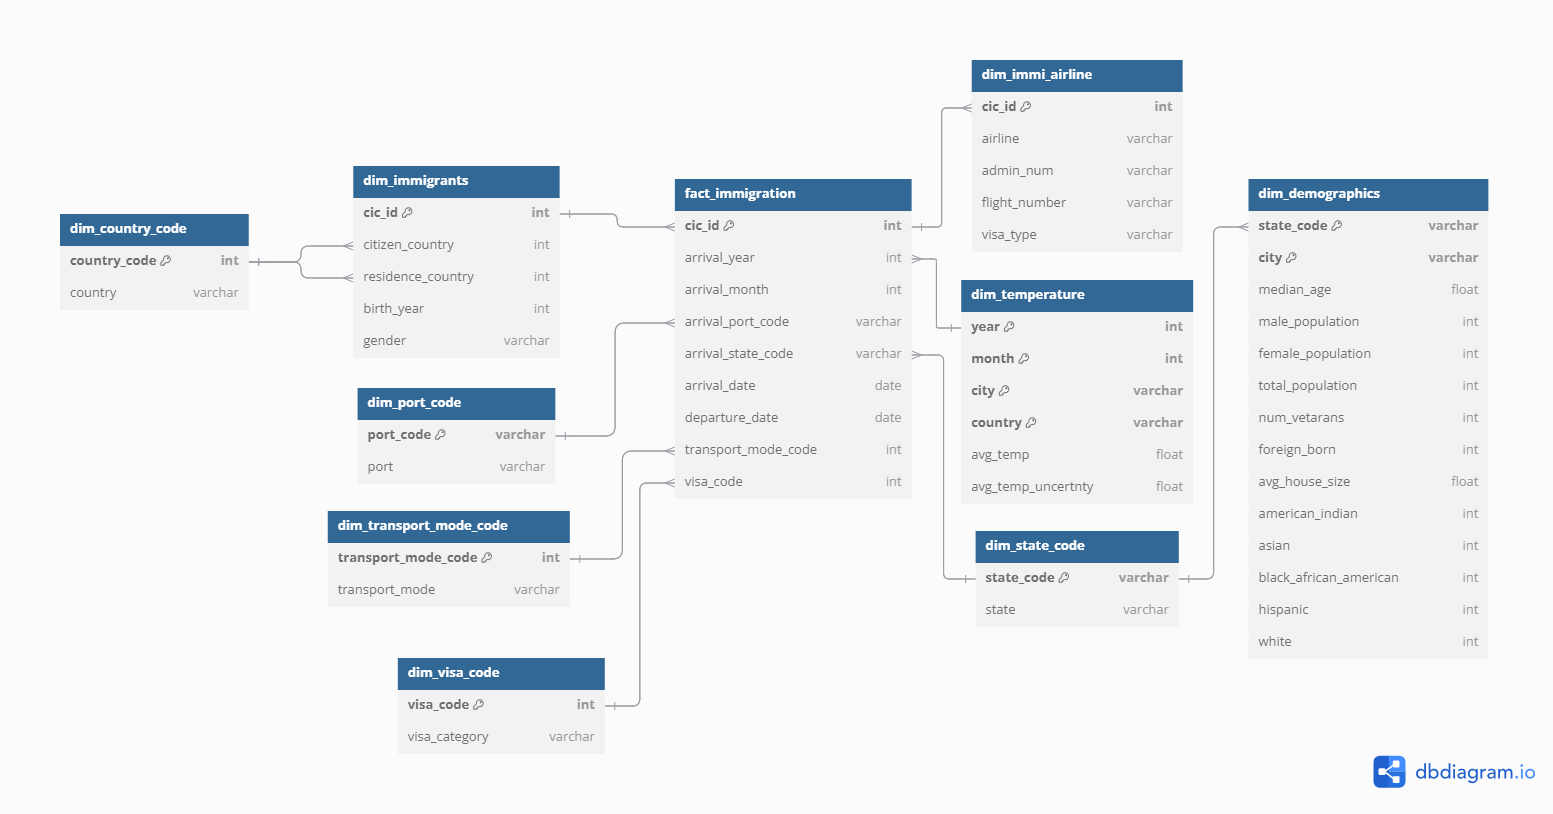 dim_country_code
country_code int
country varchar
dim_immigrants
cic_id int
citizen_country int
residence_country int
birth_year int
gender varchar
dim_port_code
port_code varchar
port varchar
dim_transport_mode_code
transport_mode_code int
transport_mode varchar
dim_visa_code
visa_code int
visa_category varchar
fact_immigration
cic_id int
arrival_year int
arrival_month int
arrival_port_code varchar
arrival_state_code varchar
arrival_date date
departure_date date
transport_mode_code int
visa_code int
dim_immi_airline
cic_id int
airline varchar
admin_num varchar
flight_number varchar
visa_type varchar
dim_temperature
year int
month int
city varchar
country varchar
avg_temp float
avg_temp_uncertnty float
dim_state_code
state_code varchar
state varchar
dim_demographics
state_code varchar
city varchar
median_age float
male_population int
female_population int
total_population int
num_vetarans int
foreign_born int
avg_house_size float
american_indian int
asian int
black_african_american int
hispanic int
white int
dbdiagram.io